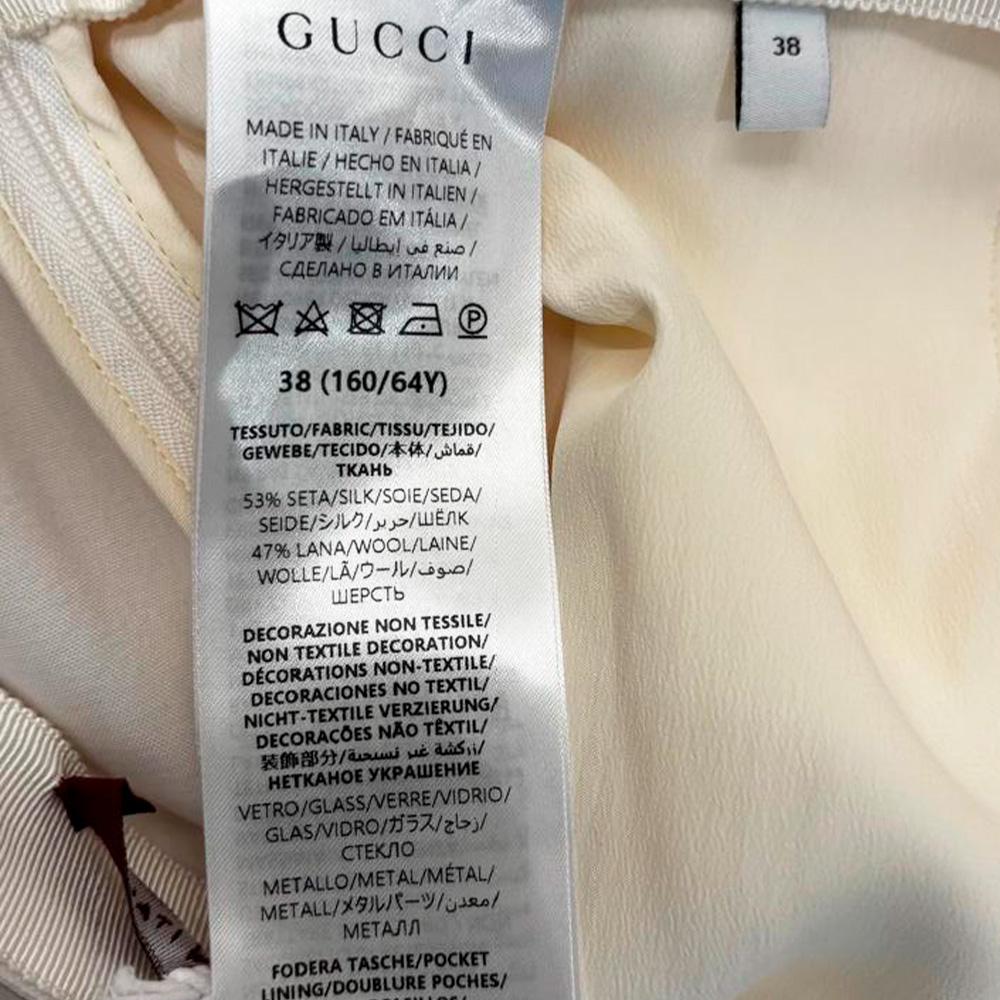 GUCCI
38
MADE IN ITALY / FABRIQUÉ EN
ITALIE / HECHO EN ITALIA /
HERGESTELLT IN ITALIEN /
FABRICADO EM ITÁLIA /
イタリア製 / صنع في إيطاليا /
СДЕЛАНО В ИТАЛИИ
P
38 (160/64Y)
TESSUTO/FABRIC/TISSU/TEJIDO/
GEWEBE/TECIDO/本体/قماش/
ТКАНЬ
53% SETA/SILK/SOIE/SEDA/
SEIDE/シルク/حرير/ШЁЛК
47% LANA/WOOL/LAINE/
WOLLE/LÃ/ウール/صوف/
ШЕРСТЬ
DECORAZIONE NON TESSILE/
NON TEXTILE DECORATION/
DÉCORATIONS NON-TEXTILE/
DECORACIONES NO TEXTIL/
NICHT-TEXTILE VERZIERUNG/
DECORACÕES NÃO TÊXTIL/
装飾部分/زركشة غير نسيجية/
НЕТКАНОЕ УКРАШЕНИЕ
VETRO/GLASS/VERRE/VIDRIO/
GLAS/VIDRO/ガラス/زجاج/
СТЕКЛО
METALLO/METAL/MÉTAL/
METALL/メタルパーツ/معدن/
МЕТАЛЛ
FODERA TASCHE/POCKET
LINING/DOUBLURE POCHES/